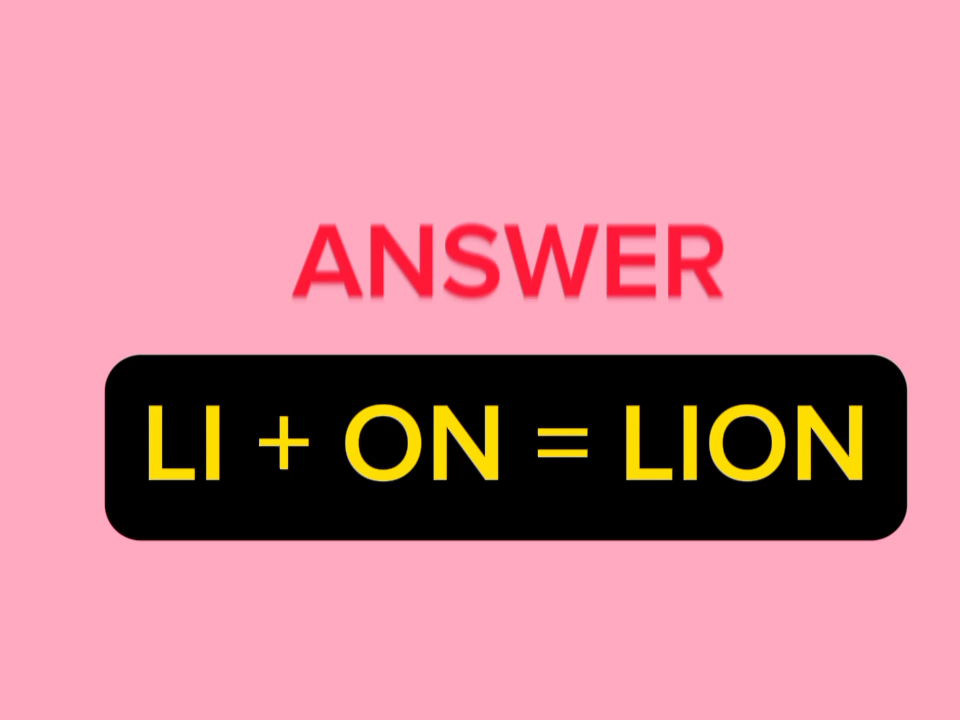 ANSWER
LI + ON = LION